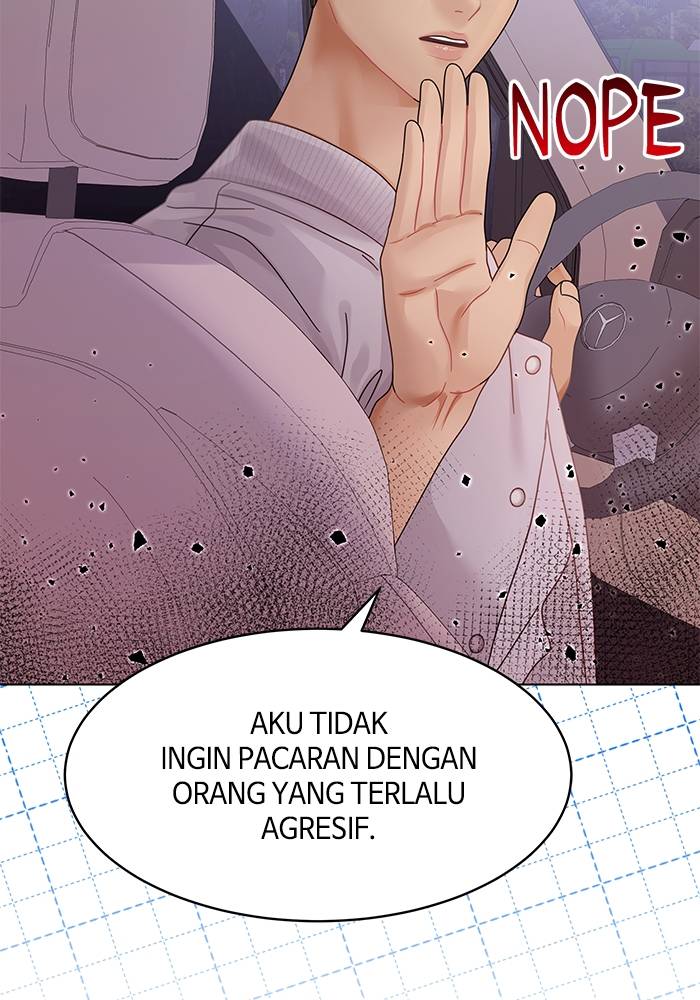 NOPE
AKU TIDAK
INGIN PACARAN DENGAN
ORANG YANG TERLALU
AGRESIF.